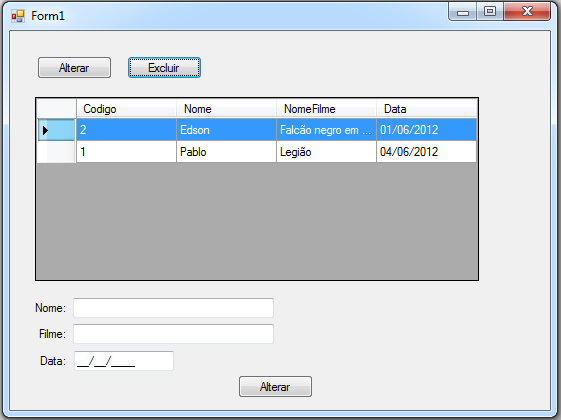 Form1
Alterar Excluir
Codigo Nome NomeFilme Data
2 Edson Falcão negro em ... 01/06/2012
1 Pablo Legião 04/06/2012
Nome:
Filme:
Data: __/__/____
Alterar